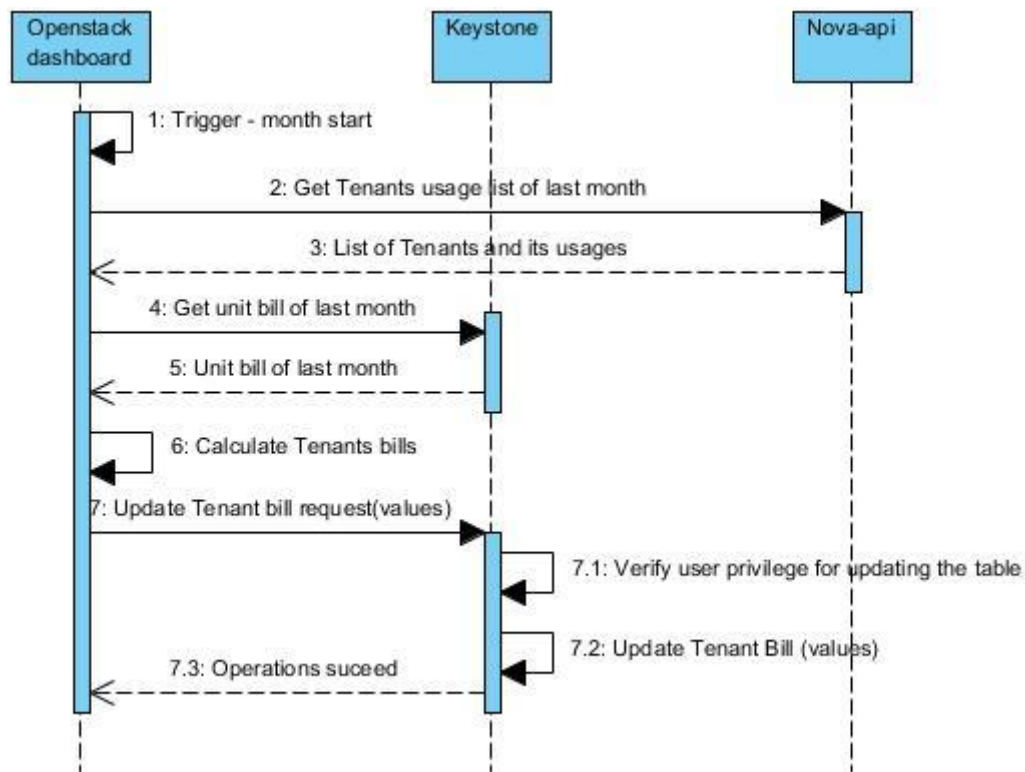 Openstack
dashboard
Keystone
Nova-api
1: Trigger - month start
2: Get Tenants usage list of last month
3: List of Tenants and its usages
4: Get unit bill of last month
5: Unit bill of last month
6: Calculate Tenants bills
7: Update Tenant bill request(values)
7.1: Verify user privilege for updating the table
7.2: Update Tenant Bill (values)
7.3: Operations suceed